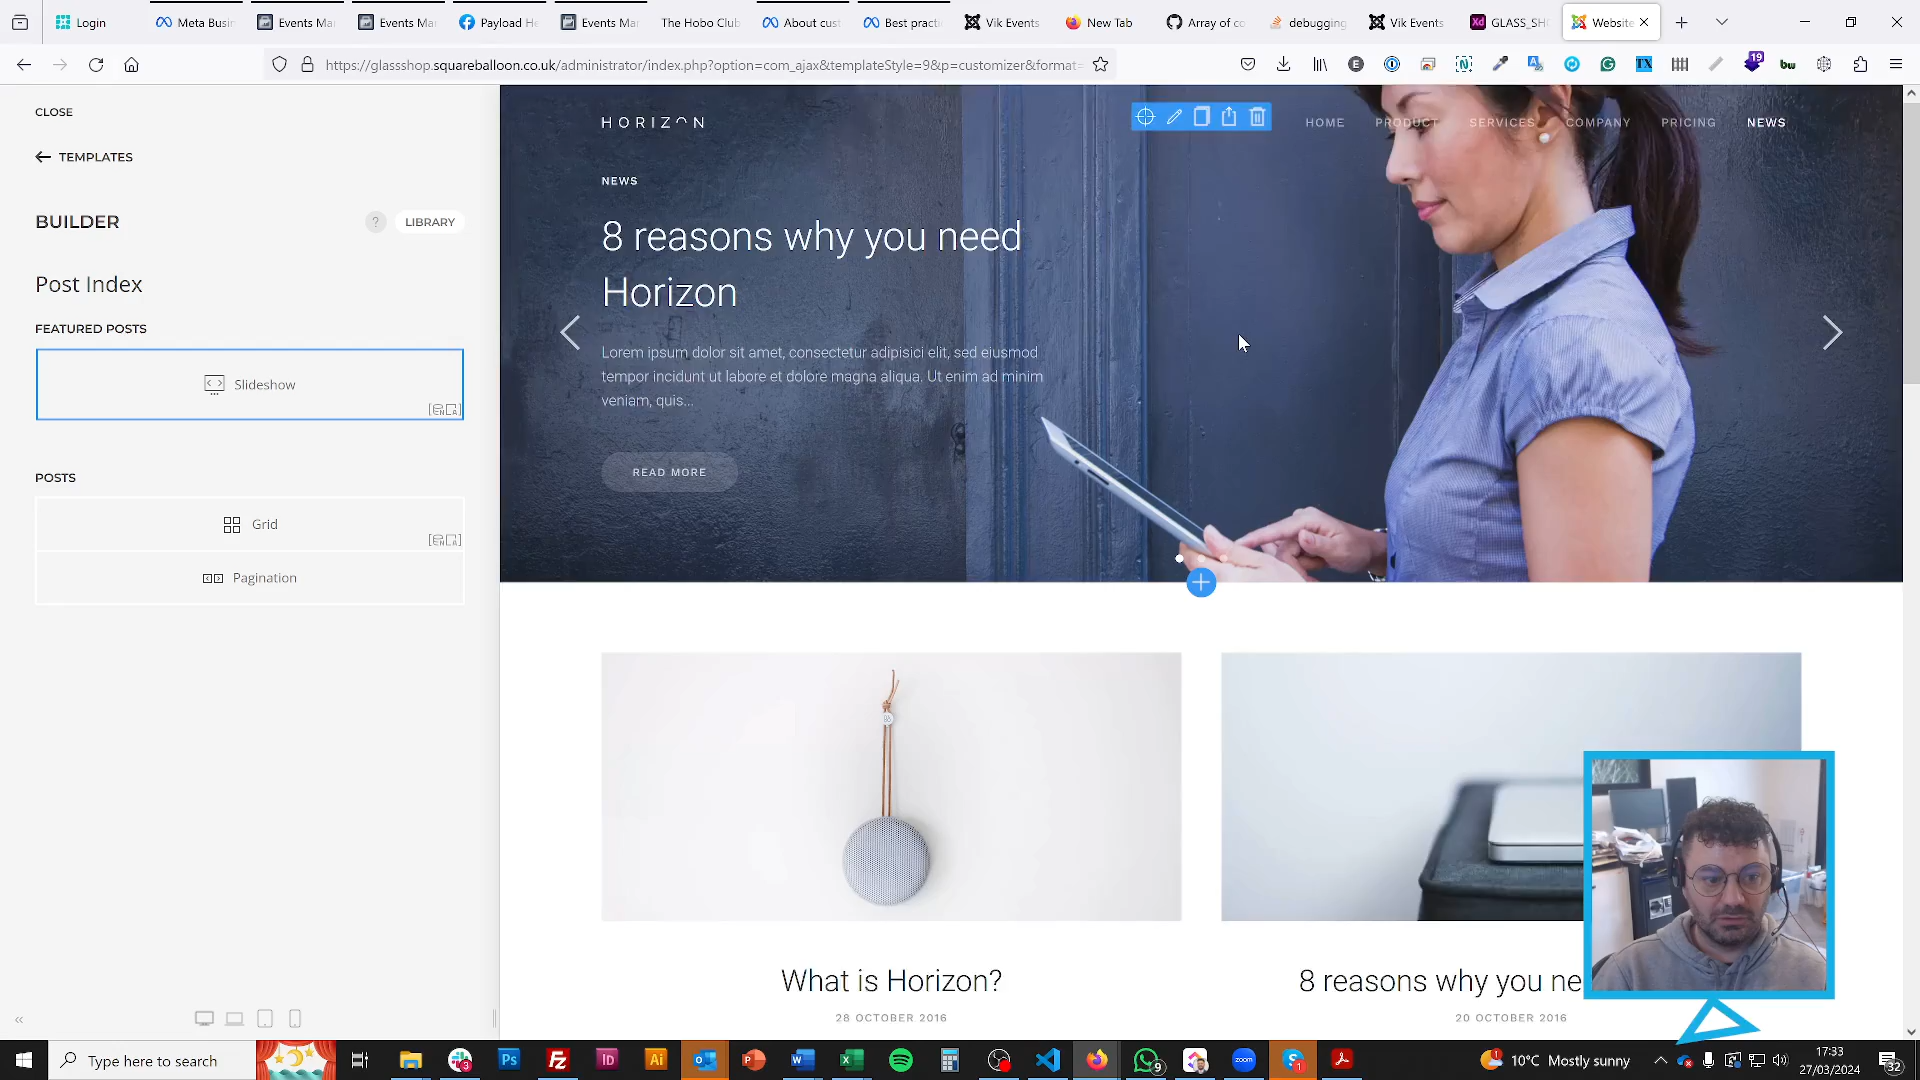 Login
Meta Busin
Events Ma
Events Mar
Payload He
Events Mar
The Hobo Clu
About cus
Best practi
Vik Events
New Tab
Array of co
debugging
Vik Events
GLASS_SH
Website
https://glassshop.squareballoon.co.uk/administrator/index.php?option=com_ajax&templateStyle=9&p=customizer&format=
19
CLOSE
TEMPLATES
BUILDER
?
LIBRARY
Post Index
FEATURED POSTS
Slideshow
POSTS
Grid
Pagination
HORIZON
HOME
PRODUCT
SERVICES
COMPANY
PRICING
NEWS
NEWS
8 reasons why you need
Horizon
Lorem ipsum dolor sit amet, consectetur adipisici elit, sed eiusmod
tempor incidunt ut labore et dolore magna aliqua. Ut enim ad minim
veniam, quis...
READ MORE
What is Horizon?
28 OCTOBER 2016
8 reasons why you ne
20 OCTOBER 2016
Type here to search
10°C Mostly sunny
17:33
27/03/2024
32